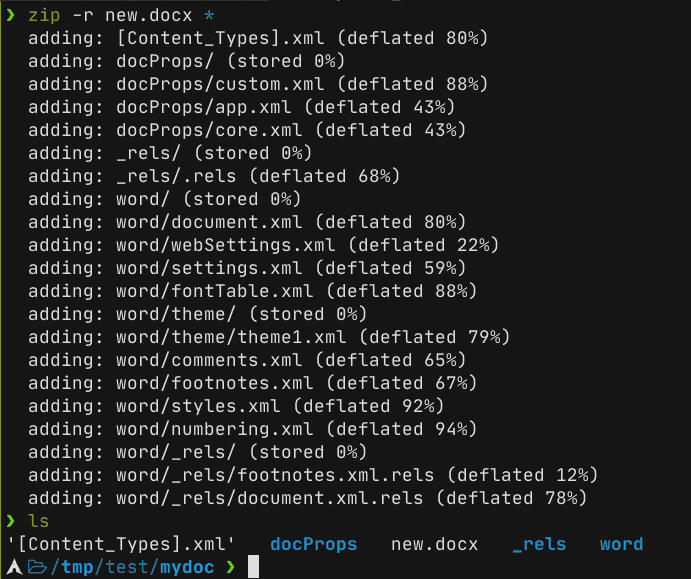 ❯ zip -r new.docx *
  adding: [Content_Types].xml (deflated 80%)
  adding: docProps/ (stored 0%)
  adding: docProps/custom.xml (deflated 88%)
  adding: docProps/app.xml (deflated 43%)
  adding: docProps/core.xml (deflated 43%)
  adding: _rels/ (stored 0%)
  adding: _rels/.rels (deflated 68%)
  adding: word/ (stored 0%)
  adding: word/document.xml (deflated 80%)
  adding: word/webSettings.xml (deflated 22%)
  adding: word/settings.xml (deflated 59%)
  adding: word/fontTable.xml (deflated 88%)
  adding: word/theme/ (stored 0%)
  adding: word/theme/theme1.xml (deflated 79%)
  adding: word/comments.xml (deflated 65%)
  adding: word/footnotes.xml (deflated 67%)
  adding: word/styles.xml (deflated 92%)
  adding: word/numbering.xml (deflated 94%)
  adding: word/_rels/ (stored 0%)
  adding: word/_rels/footnotes.xml.rels (deflated 12%)
  adding: word/_rels/document.xml.rels (deflated 78%)
❯ ls
'[Content_Types].xml'   docProps   new.docx   _rels   word
/tmp/test/mydoc ❯